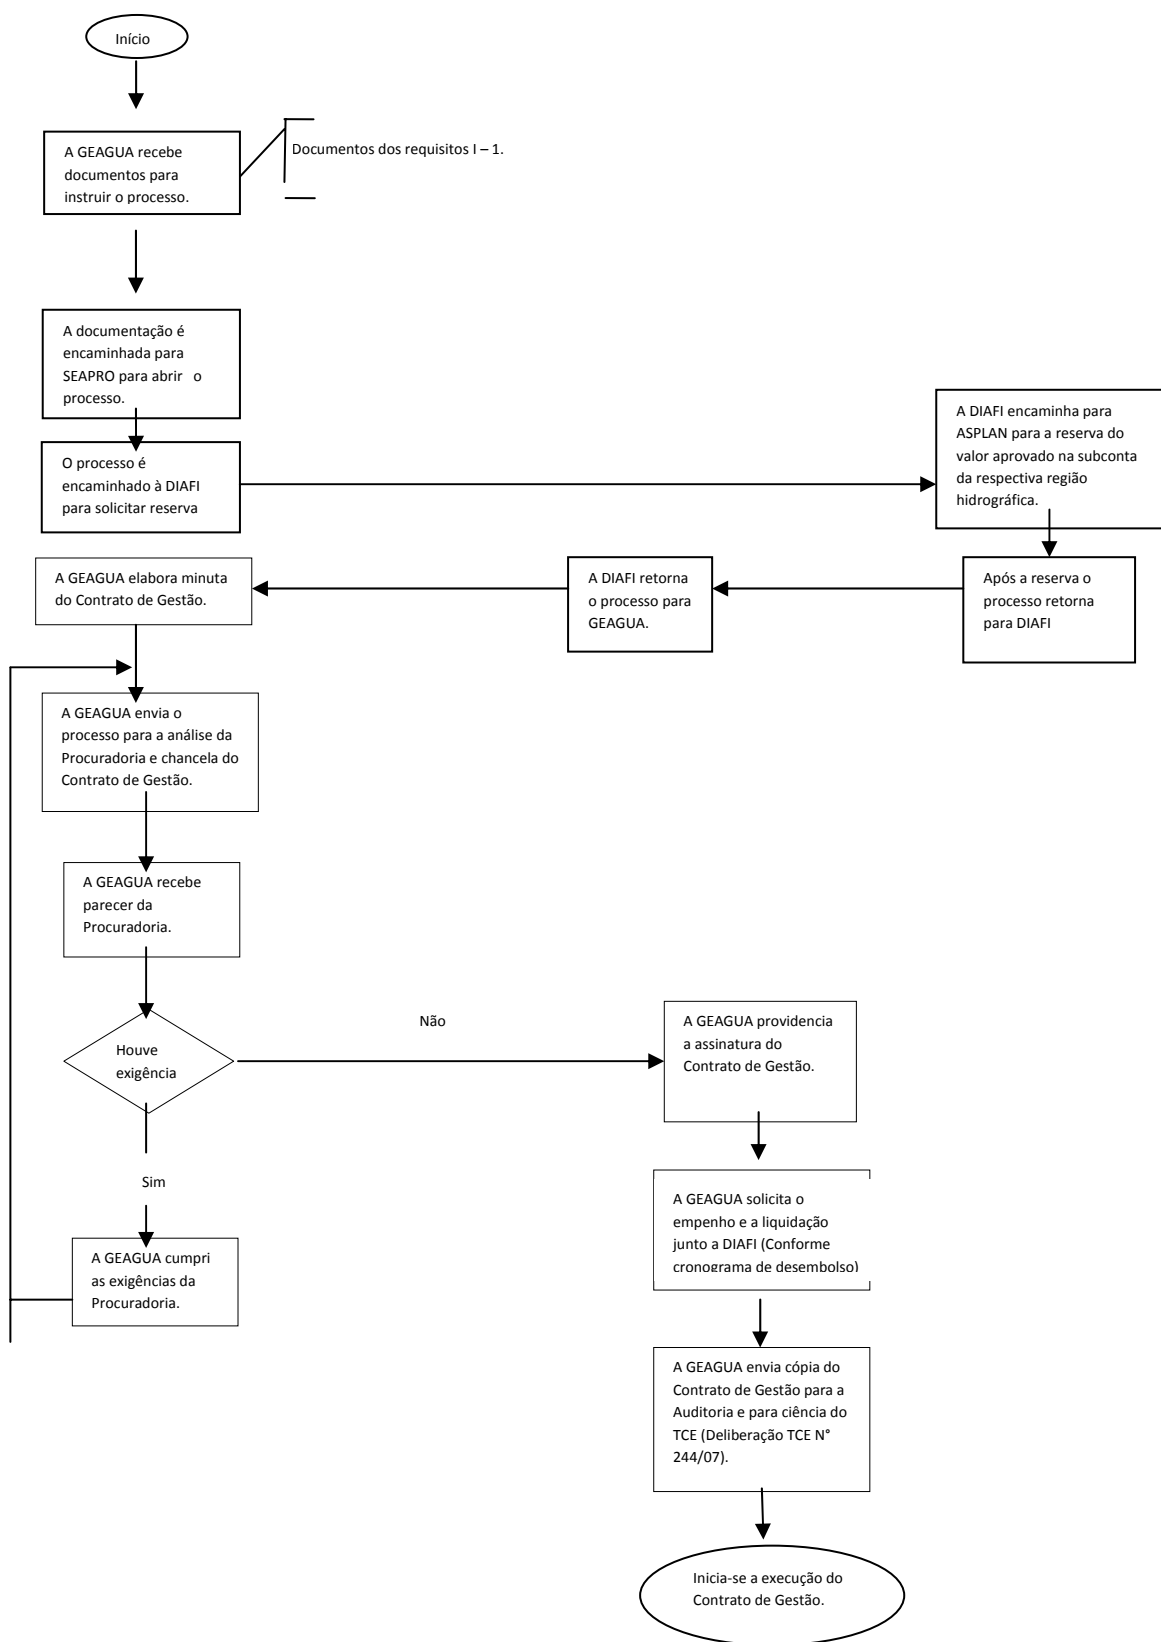 Início
A GEAGUA recebe
documentos para
instruir o processo.
Documentos dos requisitos I – 1.
A documentação é
encaminhada para
SEAPRO para abrir o
processo.
O processo é
encaminhado à DIAFI
para solicitar reserva
A DIAFI encaminha para
ASPLAN para a reserva do
valor aprovado na subconta
da respectiva região
hidrográfica.
Após a reserva o
processo retorna
para DIAFI
A DIAFI retorna
o processo para
GEAGUA.
A GEAGUA elabora minuta
do Contrato de Gestão.
A GEAGUA envia o
processo para a análise da
Procuradoria e chancela do
Contrato de Gestão.
A GEAGUA recebe
parecer da
Procuradoria.
Houve
exigência
Não
Sim
A GEAGUA cumpri
as exigências da
Procuradoria.
A GEAGUA providencia
a assinatura do
Contrato de Gestão.
A GEAGUA solicita o
empenho e a liquidação
junto a DIAFI (Conforme
cronograma de desembolso)
A GEAGUA envia cópia do
Contrato de Gestão para a
Auditoria e para ciência do
TCE (Deliberação TCE N°
244/07).
Inicia-se a execução do
Contrato de Gestão.